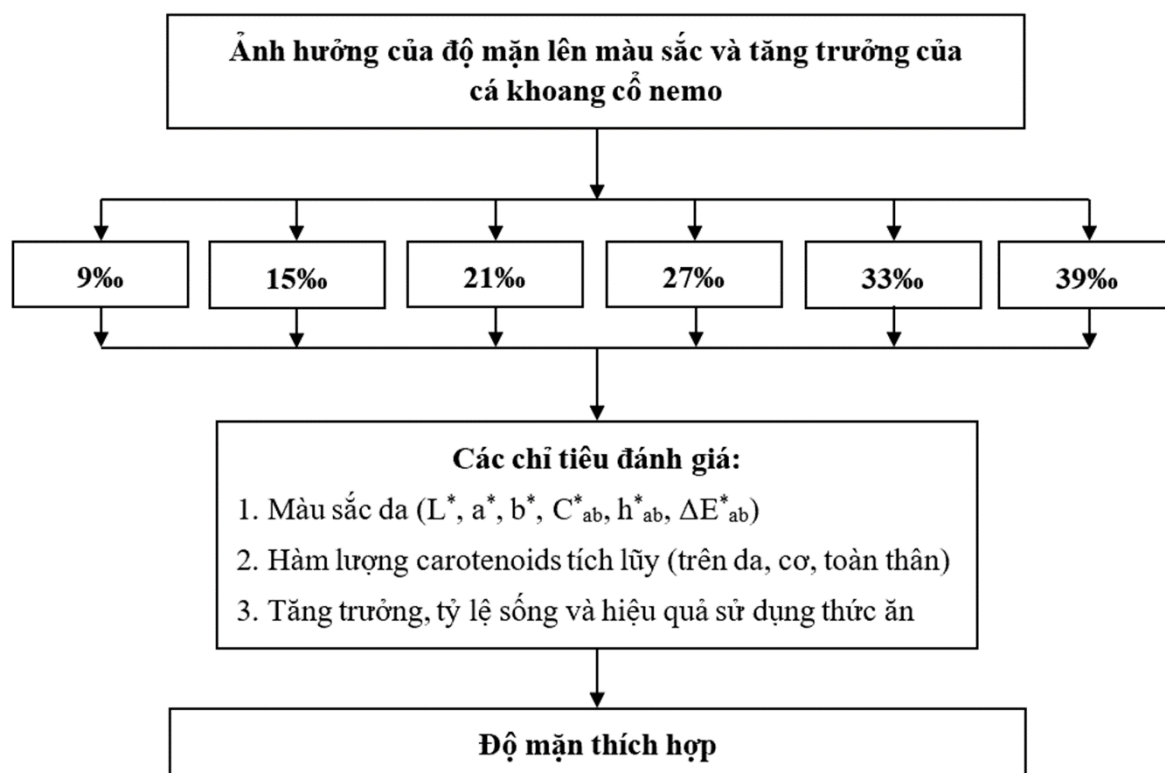 Ảnh hưởng của độ mặn lên màu sắc và tăng trưởng của
cá khoang cổ nemo
9‰
15‰
21‰
27‰
33‰
39‰
Các chỉ tiêu đánh giá:
1. Màu sắc da (L*, a*, b*, C*ab, h*ab, ΔE*ab)
2. Hàm lượng carotenoids tích lũy (trên da, cơ, toàn thân)
3. Tăng trưởng, tỷ lệ sống và hiệu quả sử dụng thức ăn
Độ mặn thích hợp